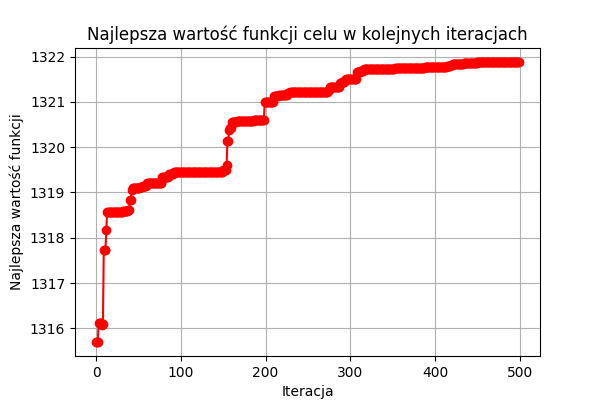 Najlepsza wartość funkcji celu w kolejnych iteracjach
1322
1321
1320
1319
1318
1317
1316
Najlepsza wartość funkcji
0 100 200 300 400 500
Iteracja